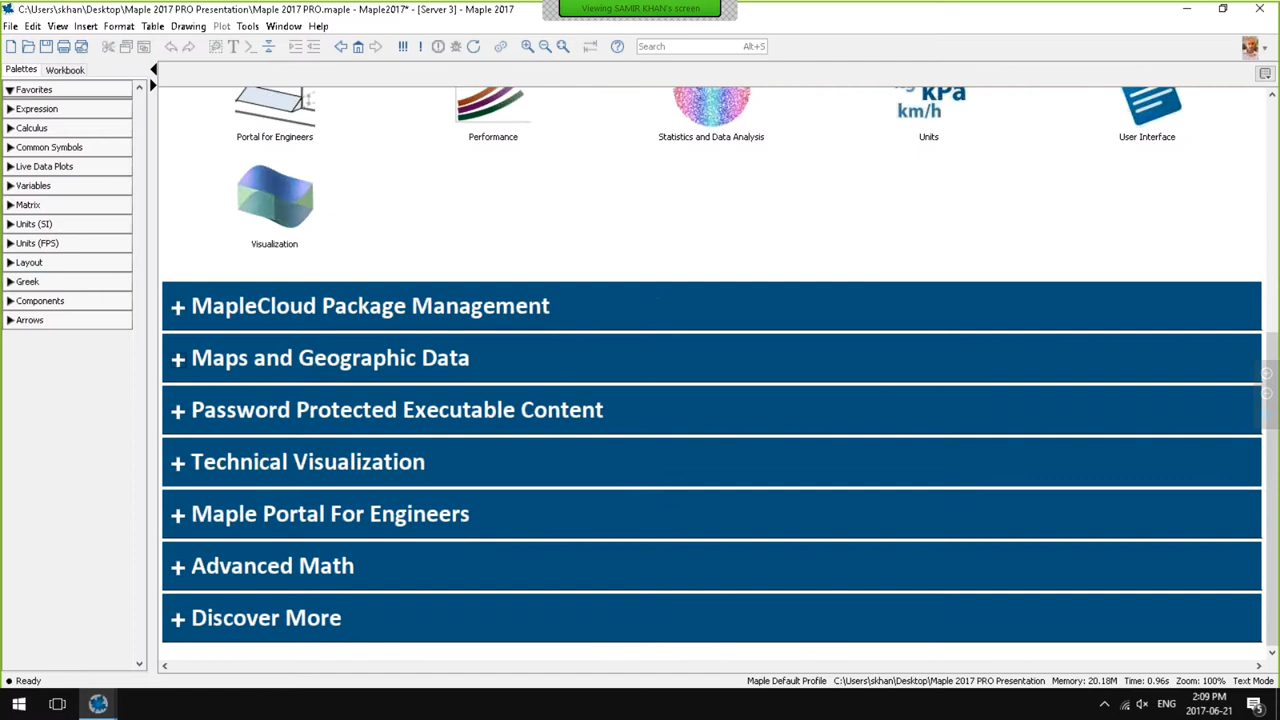 Viewing SAMIR KHAN's screen
C:\Users\skhan\Desktop\Maple 2017 PRO Presentation\Maple 2017 PRO.maple - Maple2017* - [Server 3] - Maple 2017
File Edit View Insert Format Table Drawing Plot Tools Window Help
Search Alt+S
Palettes Workbook
Favorites
Expression
Calculus
Common Symbols
Live Data Plots
Variables
Matrix
Units (SI)
Units (FPS)
Layout
Greek
Components
Arrows
kPa
km/h
Portal for Engineers Performance Statistics and Data Analysis Units User Interface
Visualization
+ MapleCloud Package Management
+ Maps and Geographic Data
+ Password Protected Executable Content
+ Technical Visualization
+ Maple Portal For Engineers
+ Advanced Math
+ Discover More
Ready
Maple Default Profile C:\Users\skhan\Desktop\Maple 2017 PRO Presentation Memory: 20.18M Time: 0.96s Zoom: 100% Text Mode
ENG
2:09 PM
2017-06-21
5